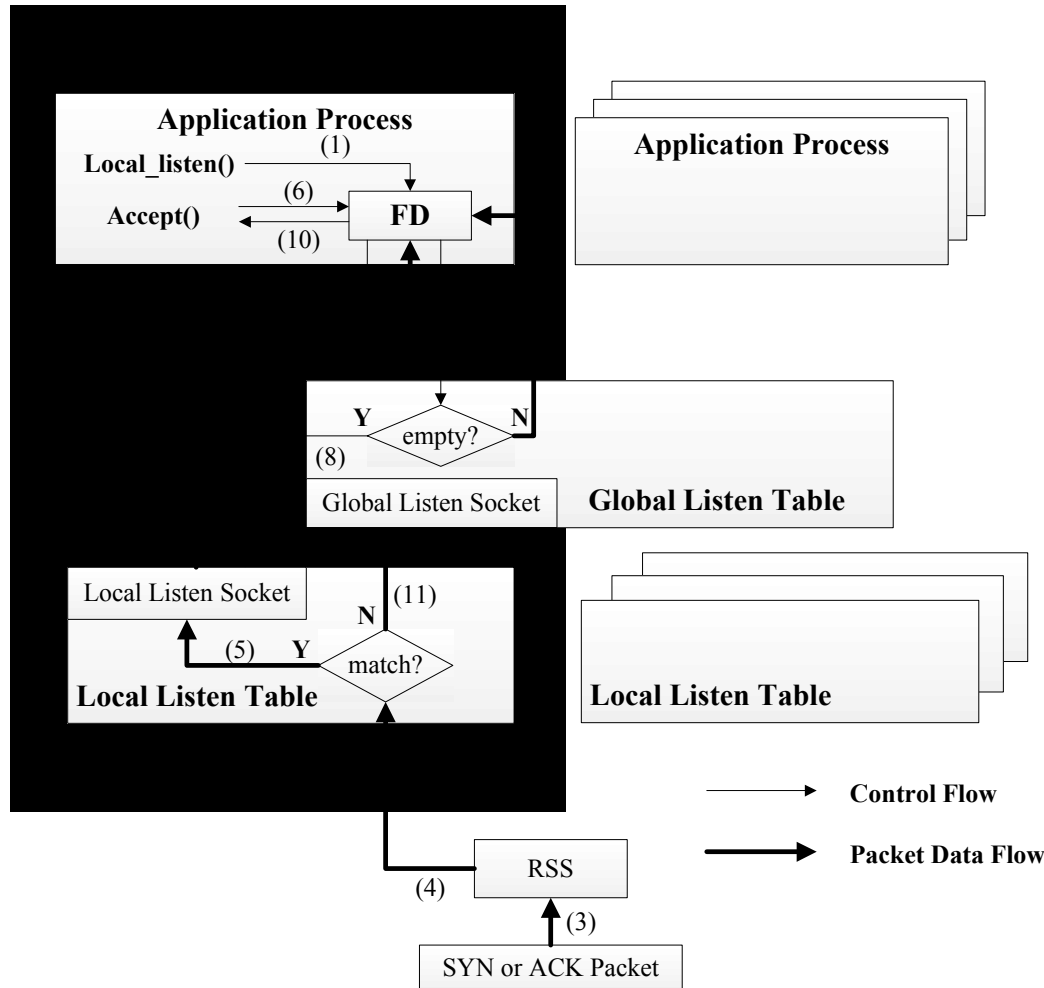 Application Process
(1)
Local_listen()
(6)
Accept()
FD
(10)
Application Process
Y
N
empty?
(8)
Global Listen Socket
Global Listen Table
Local Listen Socket
(11)
N
(5)
Y
match?
Local Listen Table
Local Listen Table
Control Flow
Packet Data Flow
RSS
(4)
(3)
SYN or ACK Packet